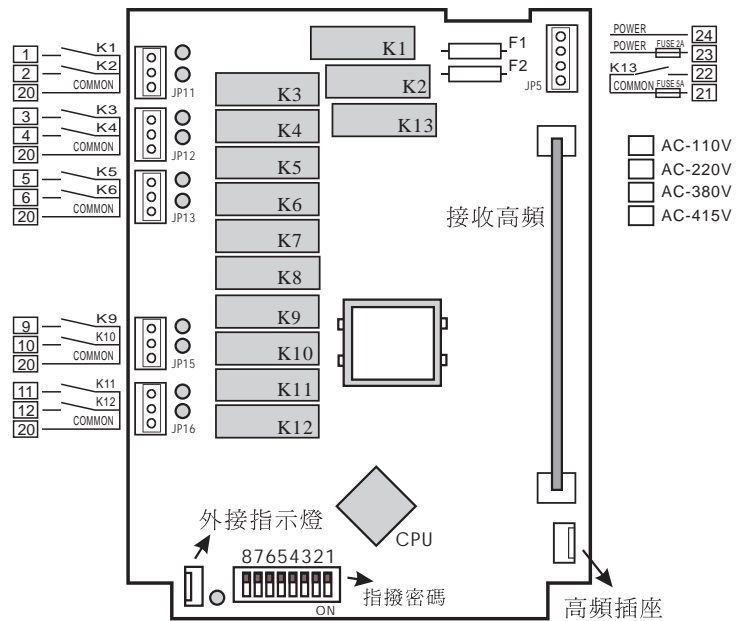 1 K1
2 K2
20 COMMON
JP11
3 K3
4 K4
20 COMMON
JP12
5 K5
6 K6
20 COMMON
JP13
9 K9
10 K10
20 COMMON
JP15
11 K11
12 K12
20 COMMON
JP16
K1
K2
K13
K3
K4
K5
K6
K7
K8
K9
K10
K11
K12
F1
F2
JP5
POWER 24
POWER FUSE 2A 23
K13 22
COMMON FUSE 5A 21
AC-110V
AC-220V
AC-380V
AC-415V
接收高頻
CPU
外接指示燈
87654321
ON
指撥密碼
高頻插座